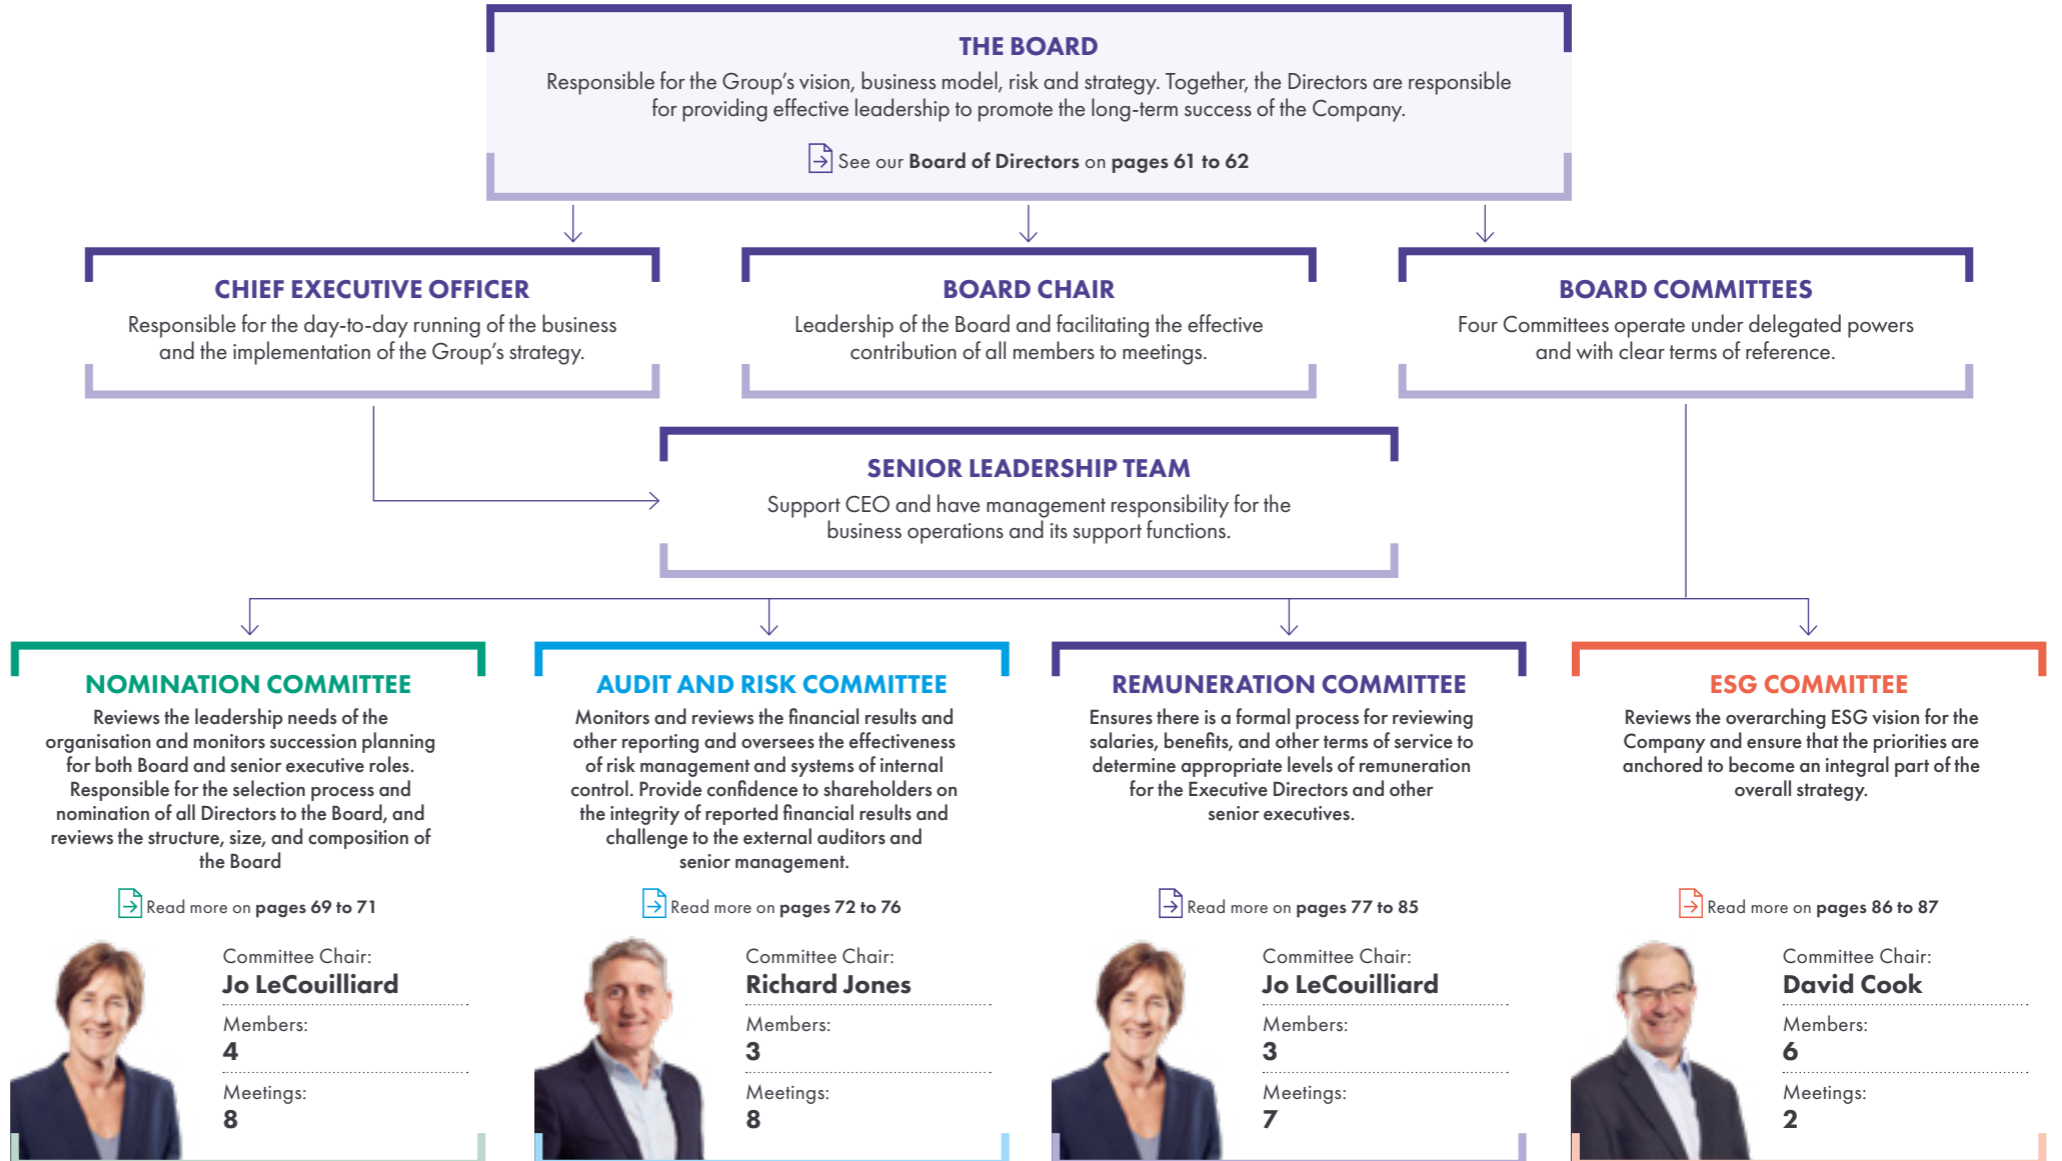 THE BOARD
Responsible for the Group’s vision, business model, risk and strategy. Together, the Directors are responsible
for providing effective leadership to promote the long-term success of the Company.
See our Board of Directors on pages 61 to 62
CHIEF EXECUTIVE OFFICER
Responsible for the day-to-day running of the business
and the implementation of the Group’s strategy.
BOARD CHAIR
Leadership of the Board and facilitating the effective
contribution of all members to meetings.
BOARD COMMITTEES
Four Committees operate under delegated powers
and with clear terms of reference.
SENIOR LEADERSHIP TEAM
Support CEO and have management responsibility for the
business operations and its support functions.
NOMINATION COMMITTEE
Reviews the leadership needs of the
organisation and monitors succession planning
for both Board and senior executive roles.
Responsible for the selection process and
nomination of all Directors to the Board, and
reviews the structure, size, and composition of
the Board
Read more on pages 69 to 71
Committee Chair:
Jo LeCouilliard
Members:
4
Meetings:
8
AUDIT AND RISK COMMITTEE
Monitors and reviews the financial results and
other reporting and oversees the effectiveness
of risk management and systems of internal
control. Provide confidence to shareholders on
the integrity of reported financial results and
challenge to the external auditors and
senior management.
Read more on pages 72 to 76
Committee Chair:
Richard Jones
Members:
3
Meetings:
8
REMUNERATION COMMITTEE
Ensures there is a formal process for reviewing
salaries, benefits, and other terms of service to
determine appropriate levels of remuneration
for the Executive Directors and other
senior executives.
Read more on pages 77 to 85
Committee Chair:
Jo LeCouilliard
Members:
3
Meetings:
7
ESG COMMITTEE
Reviews the overarching ESG vision for the
Company and ensure that the priorities are
anchored to become an integral part of the
overall strategy.
Read more on pages 86 to 87
Committee Chair:
David Cook
Members:
6
Meetings:
2